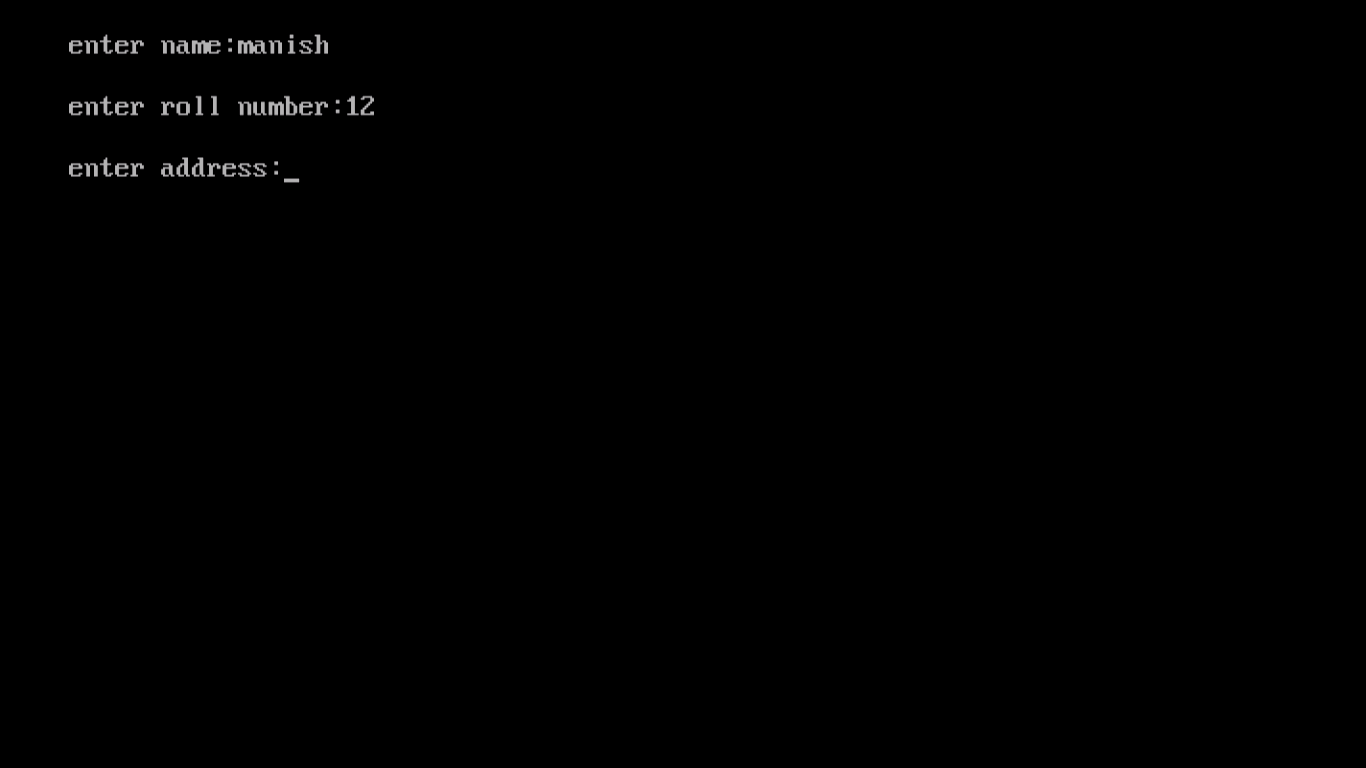 enter name:manish
enter roll number:12
enter address:_